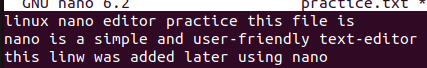 GNU nano 6.2 practice.txt *
linux nano editor practice this file is
nano is a simple and user-friendly text-editor
this linw was added later using nano